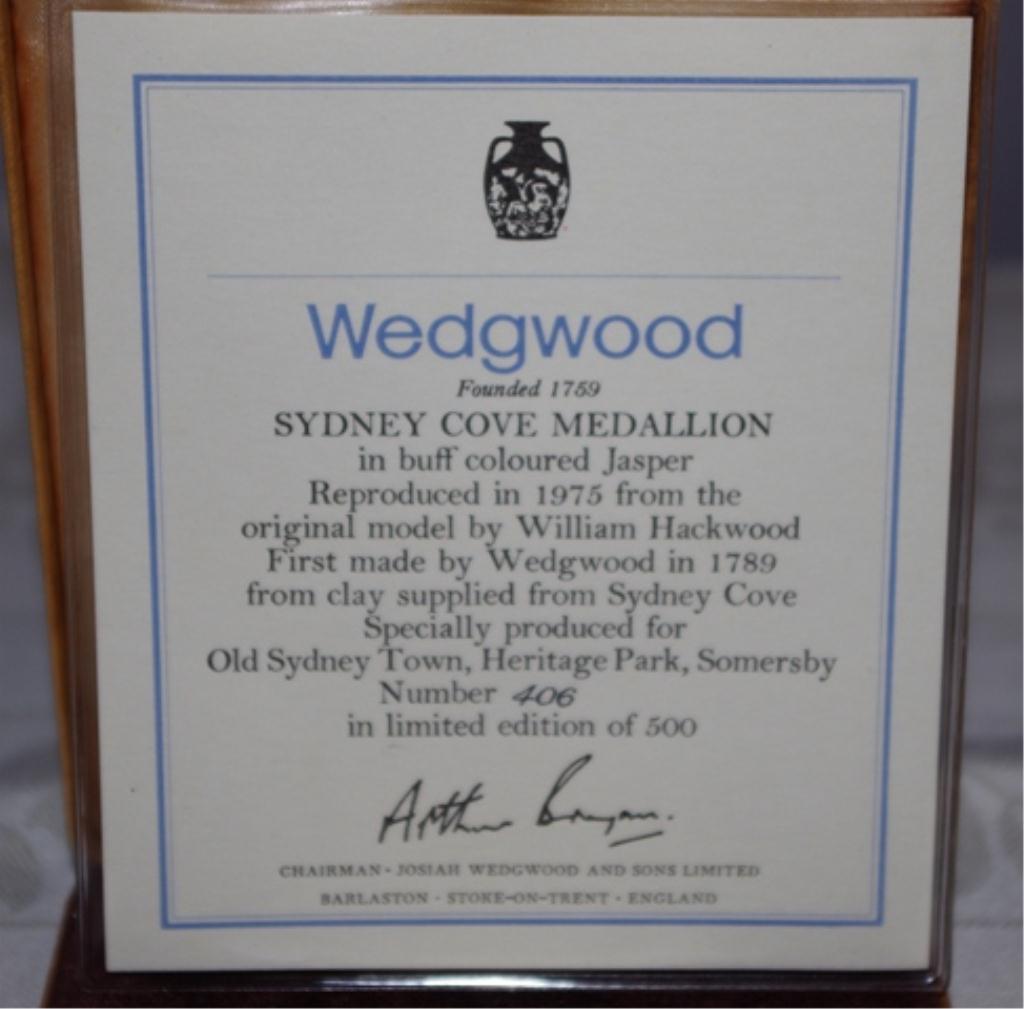 Wedgwood
Founded 1759
SYDNEY COVE MEDALLION
in buff coloured Jasper
Reproduced in 1975 from the
original model by William Hackwood
First made by Wedgwood in 1789
from clay supplied from Sydney Cove
Specially produced for
Old Sydney Town, Heritage Park, Somersby
Number 406
in limited edition of 500
Arthur Bryan.
CHAIRMAN - JOSIAH WEDGWOOD AND SONS LIMITED
BARLASTON · STOKE-ON-TRENT · ENGLAND